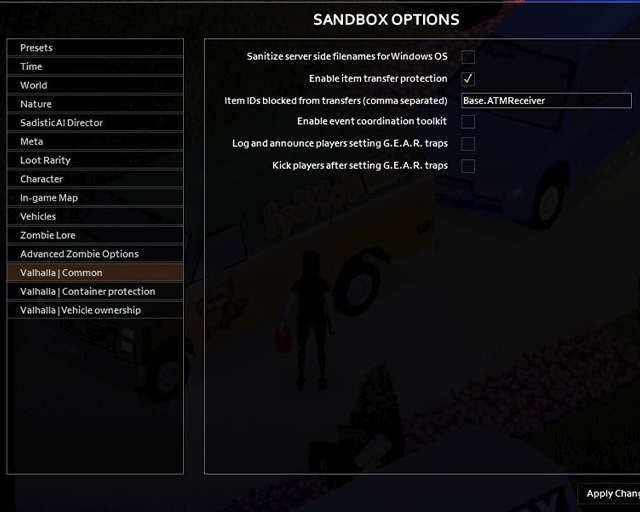 SANDBOX OPTIONS
Presets
Time
World
Nature
Sadistic AI Director
Meta
Loot Rarity
Character
In-game Map
Vehicles
Zombie Lore
Advanced Zombie Options
Valhalla | Common
Valhalla | Container protection
Valhalla | Vehicle ownership
Sanitize server side filenames for Windows OS
Enable item transfer protection
Item IDs blocked from transfers (comma separated) Base.ATMReceiver
Enable event coordination toolkit
Log and announce players setting G.E.A.R. traps
Kick players after setting G.E.A.R. traps
Apply Chang